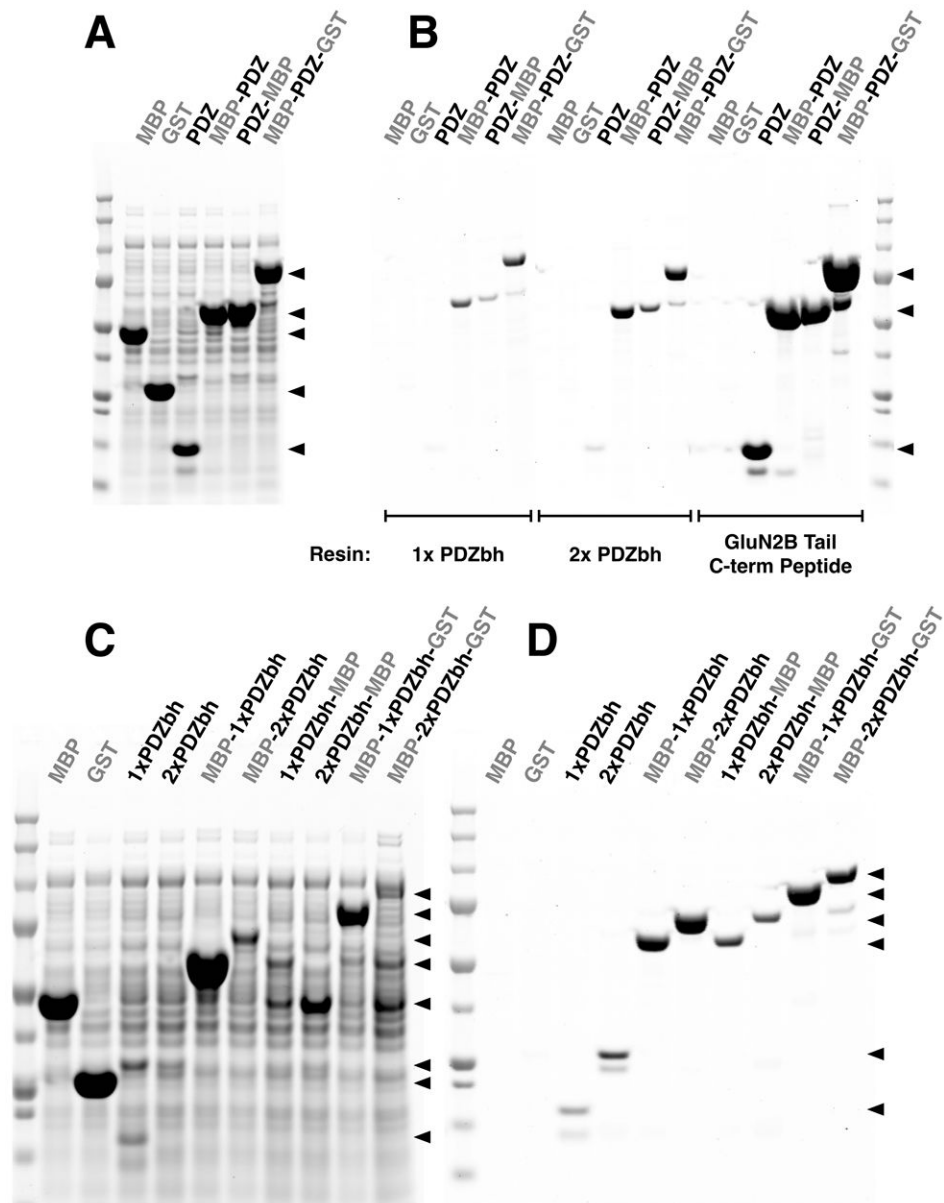 A
MBP
GST
PDZ
MBP-PDZ
PDZ-MBP
MBP-PDZ-GST
B
MBP
GST
PDZ
MBP-PDZ
PDZ-MBP
MBP-PDZ-GST
MBP
GST
PDZ
MBP-PDZ
PDZ-MBP
MBP-PDZ-GST
MBP
GST
PDZ
MBP-PDZ
PDZ-MBP
MBP-PDZ-GST
Resin:
1x PDZbh
2x PDZbh
GluN2B Tail
C-term Peptide
C
MBP
GST
1xPDZbh
2xPDZbh
MBP-1xPDZbh
MBP-2xPDZbh
1xPDZbh-MBP
2xPDZbh-MBP
MBP-1xPDZbh-GST
MBP-2xPDZbh-GST
D
MBP
GST
1xPDZbh
2xPDZbh
MBP-1xPDZbh
MBP-2xPDZbh
1xPDZbh-MBP
2xPDZbh-MBP
MBP-1xPDZbh-GST
MBP-2xPDZbh-GST